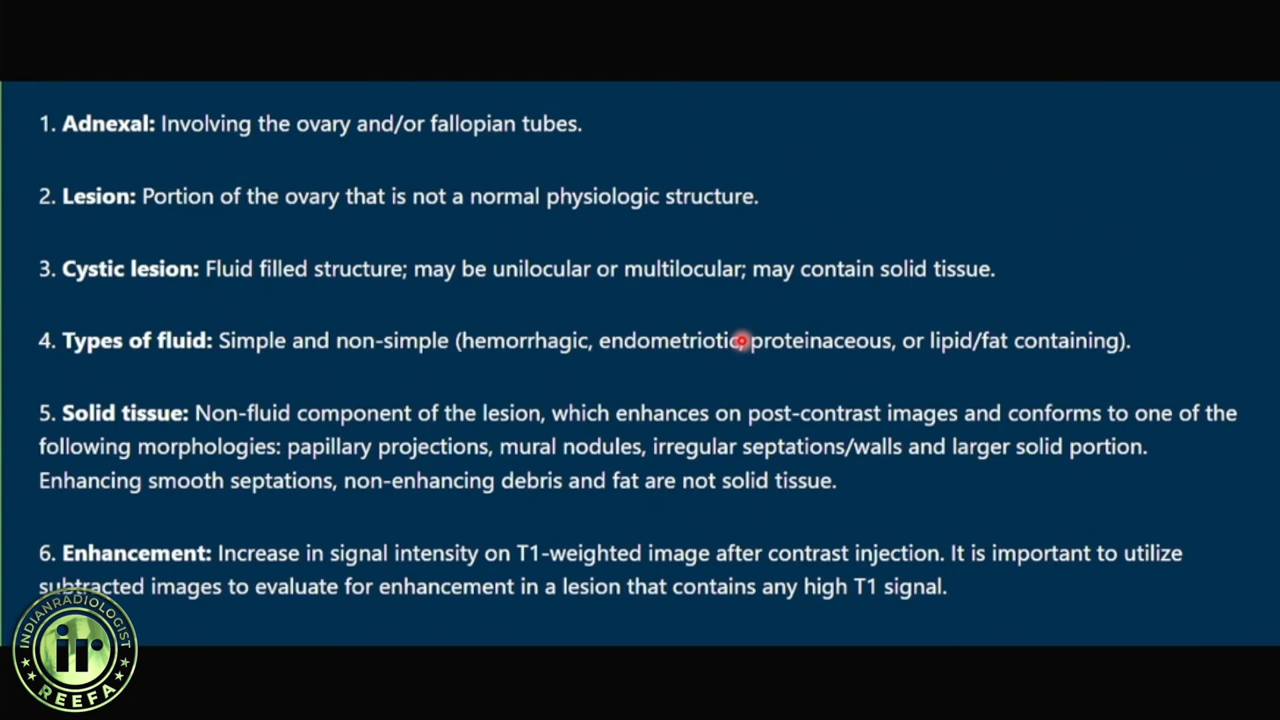 1. Adnexal: Involving the ovary and/or fallopian tubes.
2. Lesion: Portion of the ovary that is not a normal physiologic structure.
3. Cystic lesion: Fluid filled structure; may be unilocular or multilocular; may contain solid tissue.
4. Types of fluid: Simple and non-simple (hemorrhagic, endometriotic, proteinaceous, or lipid/fat containing).
5. Solid tissue: Non-fluid component of the lesion, which enhances on post-contrast images and conforms to one of the
following morphologies: papillary projections, mural nodules, irregular septations/walls and larger solid portion.
Enhancing smooth septations, non-enhancing debris and fat are not solid tissue.
6. Enhancement: Increase in signal intensity on T1-weighted image after contrast injection. It is important to utilize
subtracted images to evaluate for enhancement in a lesion that contains any high T1 signal.
INDIANRADIOLOGIST
ir
REEFA